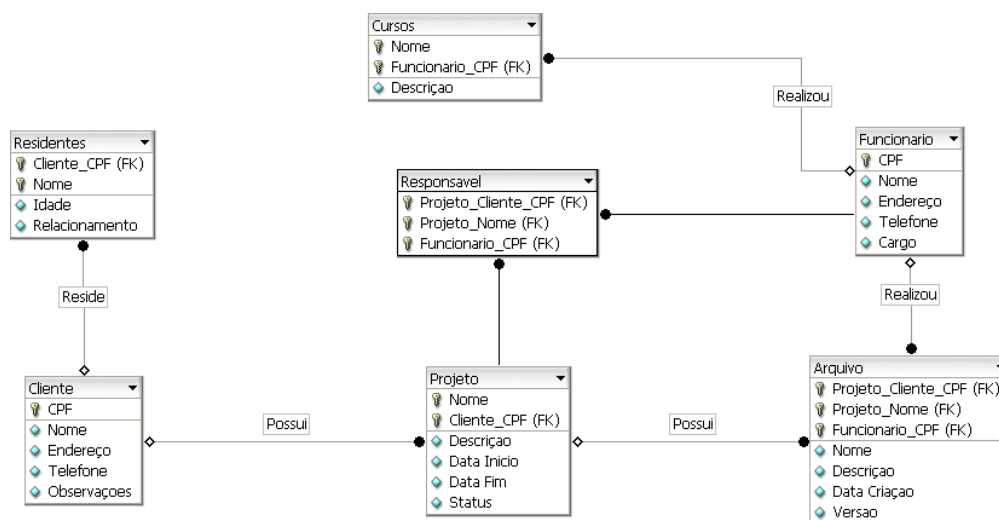 Cursos
Nome
Funcionario_CPF (FK)
Descriçao
Realizou
Residentes
Cliente_CPF (FK)
Nome
Idade
Relacionamento
Responsavel
Projeto_Cliente_CPF (FK)
Projeto_Nome (FK)
Funcionario_CPF (FK)
Funcionario
CPF
Nome
Endereço
Telefone
Cargo
Reside
Realizou
Cliente
CPF
Nome
Endereço
Telefone
Observaçoes
Possui
Projeto
Nome
Cliente_CPF (FK)
Descriçao
Data Inicio
Data Fim
Status
Possui
Arquivo
Projeto_Cliente_CPF (FK)
Projeto_Nome (FK)
Funcionario_CPF (FK)
Nome
Descriçao
Data Criaçao
Versao